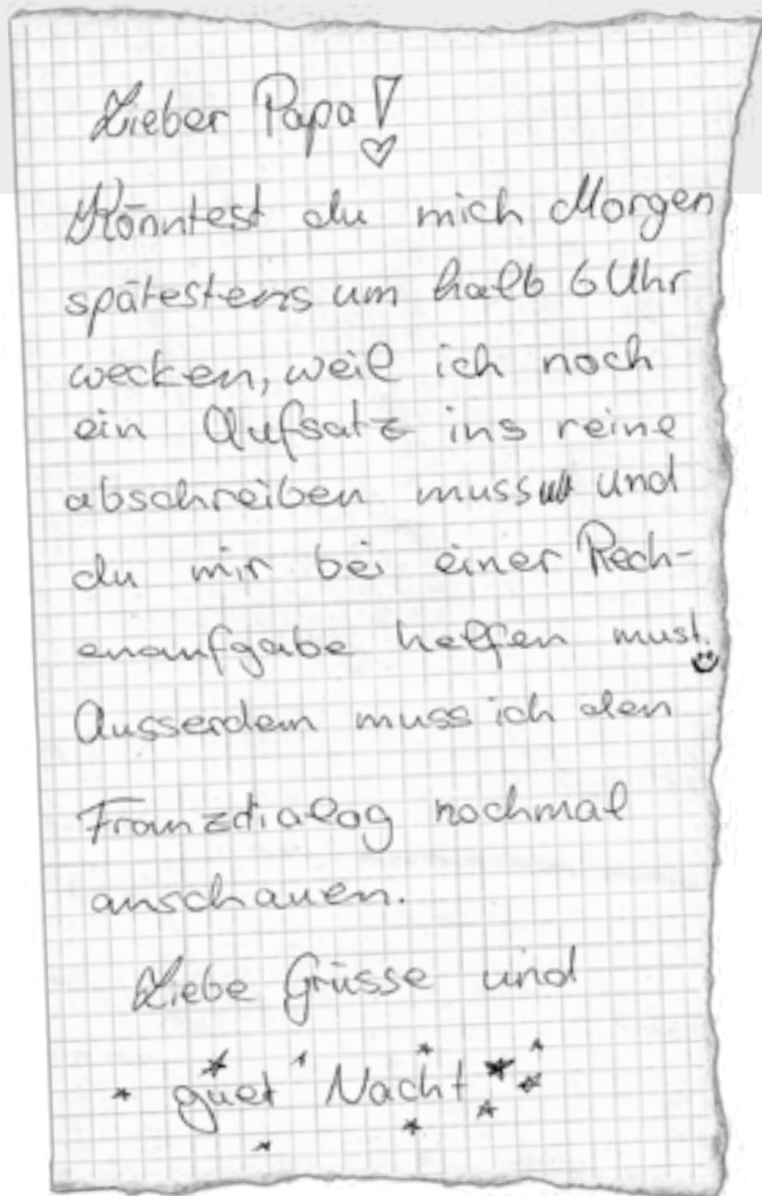 Lieber Papa!
Könntest du mich Morgen
spätestens um halb 6 Uhr
wecken, weil ich noch
ein Aufsatz ins reine
abschreiben muss und
du mir bei einer Rech-
enaufgabe helfen must.
Ausserdem muss ich den
Franzdialog nochmal
anschauen.
Liebe Grüsse und
guet Nacht